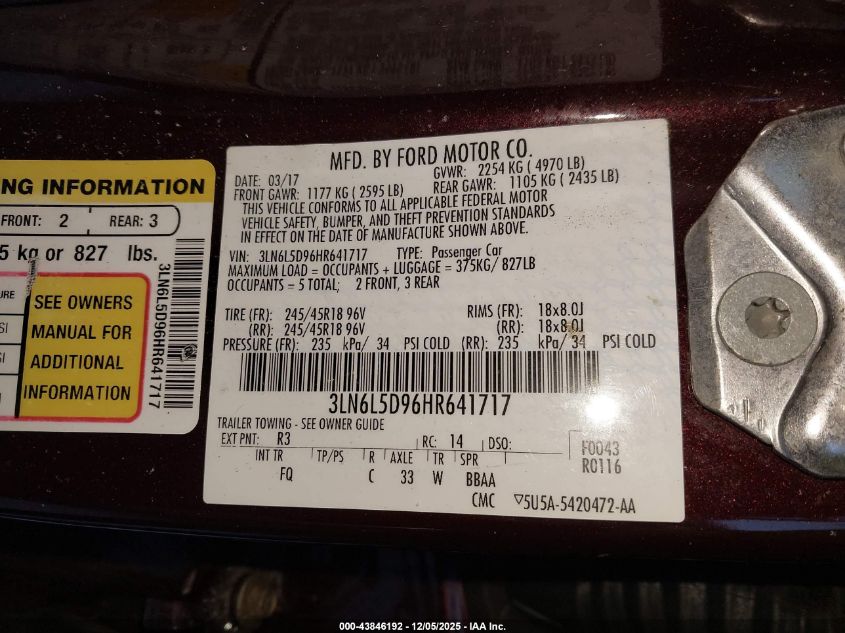 NG INFORMATION
FRONT: 2 REAR: 3
5 kg or 827 lbs.
SEE OWNERS
MANUAL FOR
ADDITIONAL
INFORMATION
3LN6L5D96HR641717
MFD. BY FORD MOTOR CO.
DATE: 03/17 GVWR: 2254 KG ( 4970 LB)
FRONT GAWR: 1177 KG ( 2595 LB) REAR GAWR: 1105 KG ( 2435 LB)
THIS VEHICLE CONFORMS TO ALL APPLICABLE FEDERAL MOTOR
VEHICLE SAFETY, BUMPER, AND THEFT PREVENTION STANDARDS
IN EFFECT ON THE DATE OF MANUFACTURE SHOWN ABOVE.
VIN: 3LN6L5D96HR641717 TYPE: Passenger Car
MAXIMUM LOAD = OCCUPANTS + LUGGAGE = 375KG/ 827LB
OCCUPANTS = 5 TOTAL; 2 FRONT, 3 REAR
TIRE (FR): 245/45R18 96V RIMS (FR): 18x8.0J
(RR): 245/45R18 96V (RR): 18x8.0J
PRESSURE (FR): 235 kPa/ 34 PSI COLD (RR): 235 kPa/ 34 PSI COLD
3LN6L5D96HR641717
TRAILER TOWING - SEE OWNER GUIDE
EXT PNT: R3 RC: 14 DSO:
INT TR TP/PS R AXLE TR SPR
FQ C 33 W BBAA
F0043
RC116
CMC ▽5U5A-5420472-AA
000-43846192 - 12/05/2025 - IAA Inc.